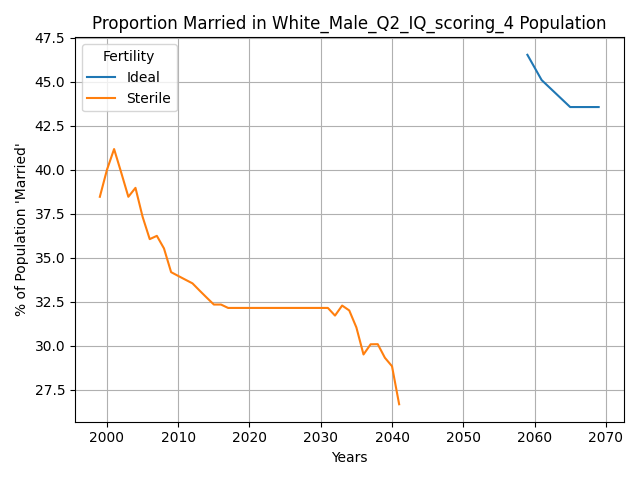 Proportion Married in White_Male_Q2_IQ_scoring_4 Population
47.5
45.0
42.5
40.0
37.5
35.0
32.5
30.0
27.5
% of Population 'Married'
Fertility
Ideal
Sterile
2000 2010 2020 2030 2040 2050 2060 2070
Years